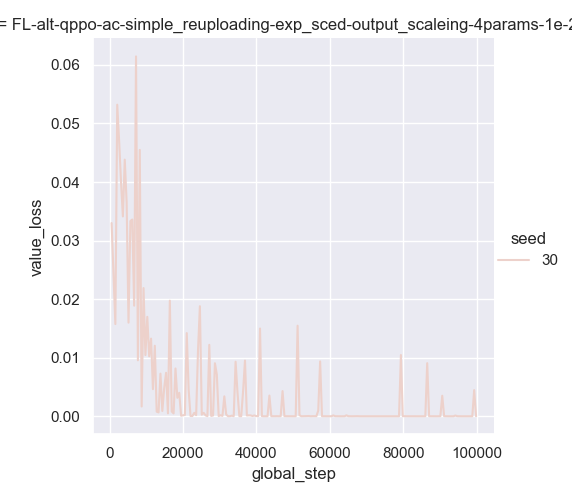 = FL-alt-qppo-ac-simple_reuploading-exp_sced-output_scaleing-4params-1e-2
0.06
0.05
0.04
0.03
0.02
0.01
0.00
value_loss
0 20000 40000 60000 80000 100000
global_step
seed
30